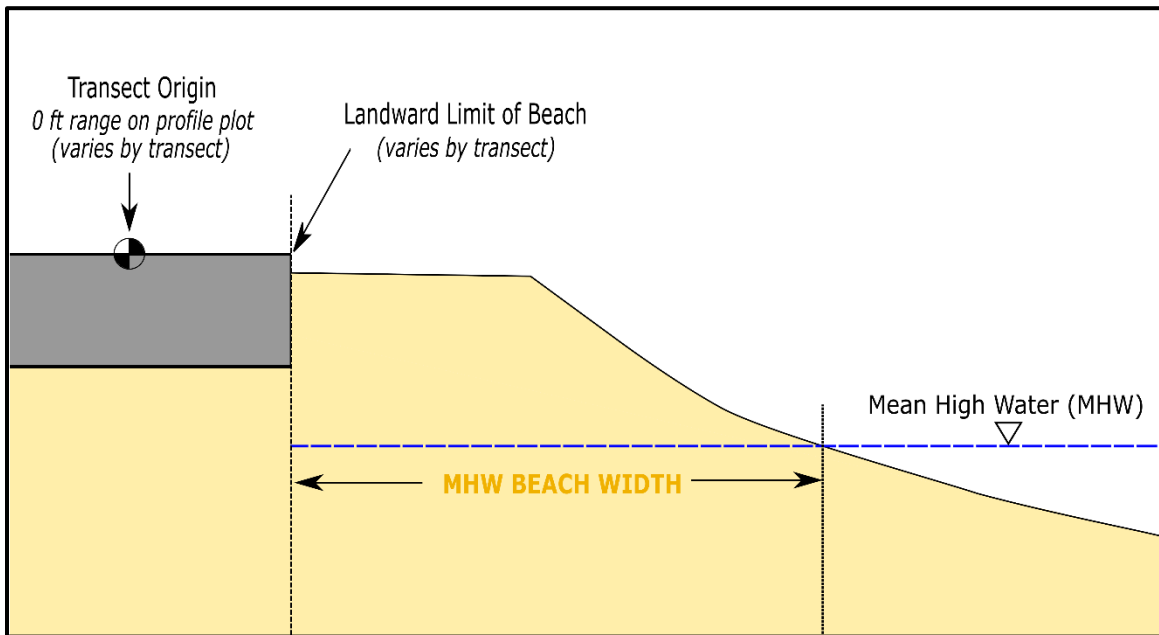 Transect Origin
0 ft range on profile plot
(varies by transect)
Landward Limit of Beach
(varies by transect)
Mean High Water (MHW)
MHW BEACH WIDTH